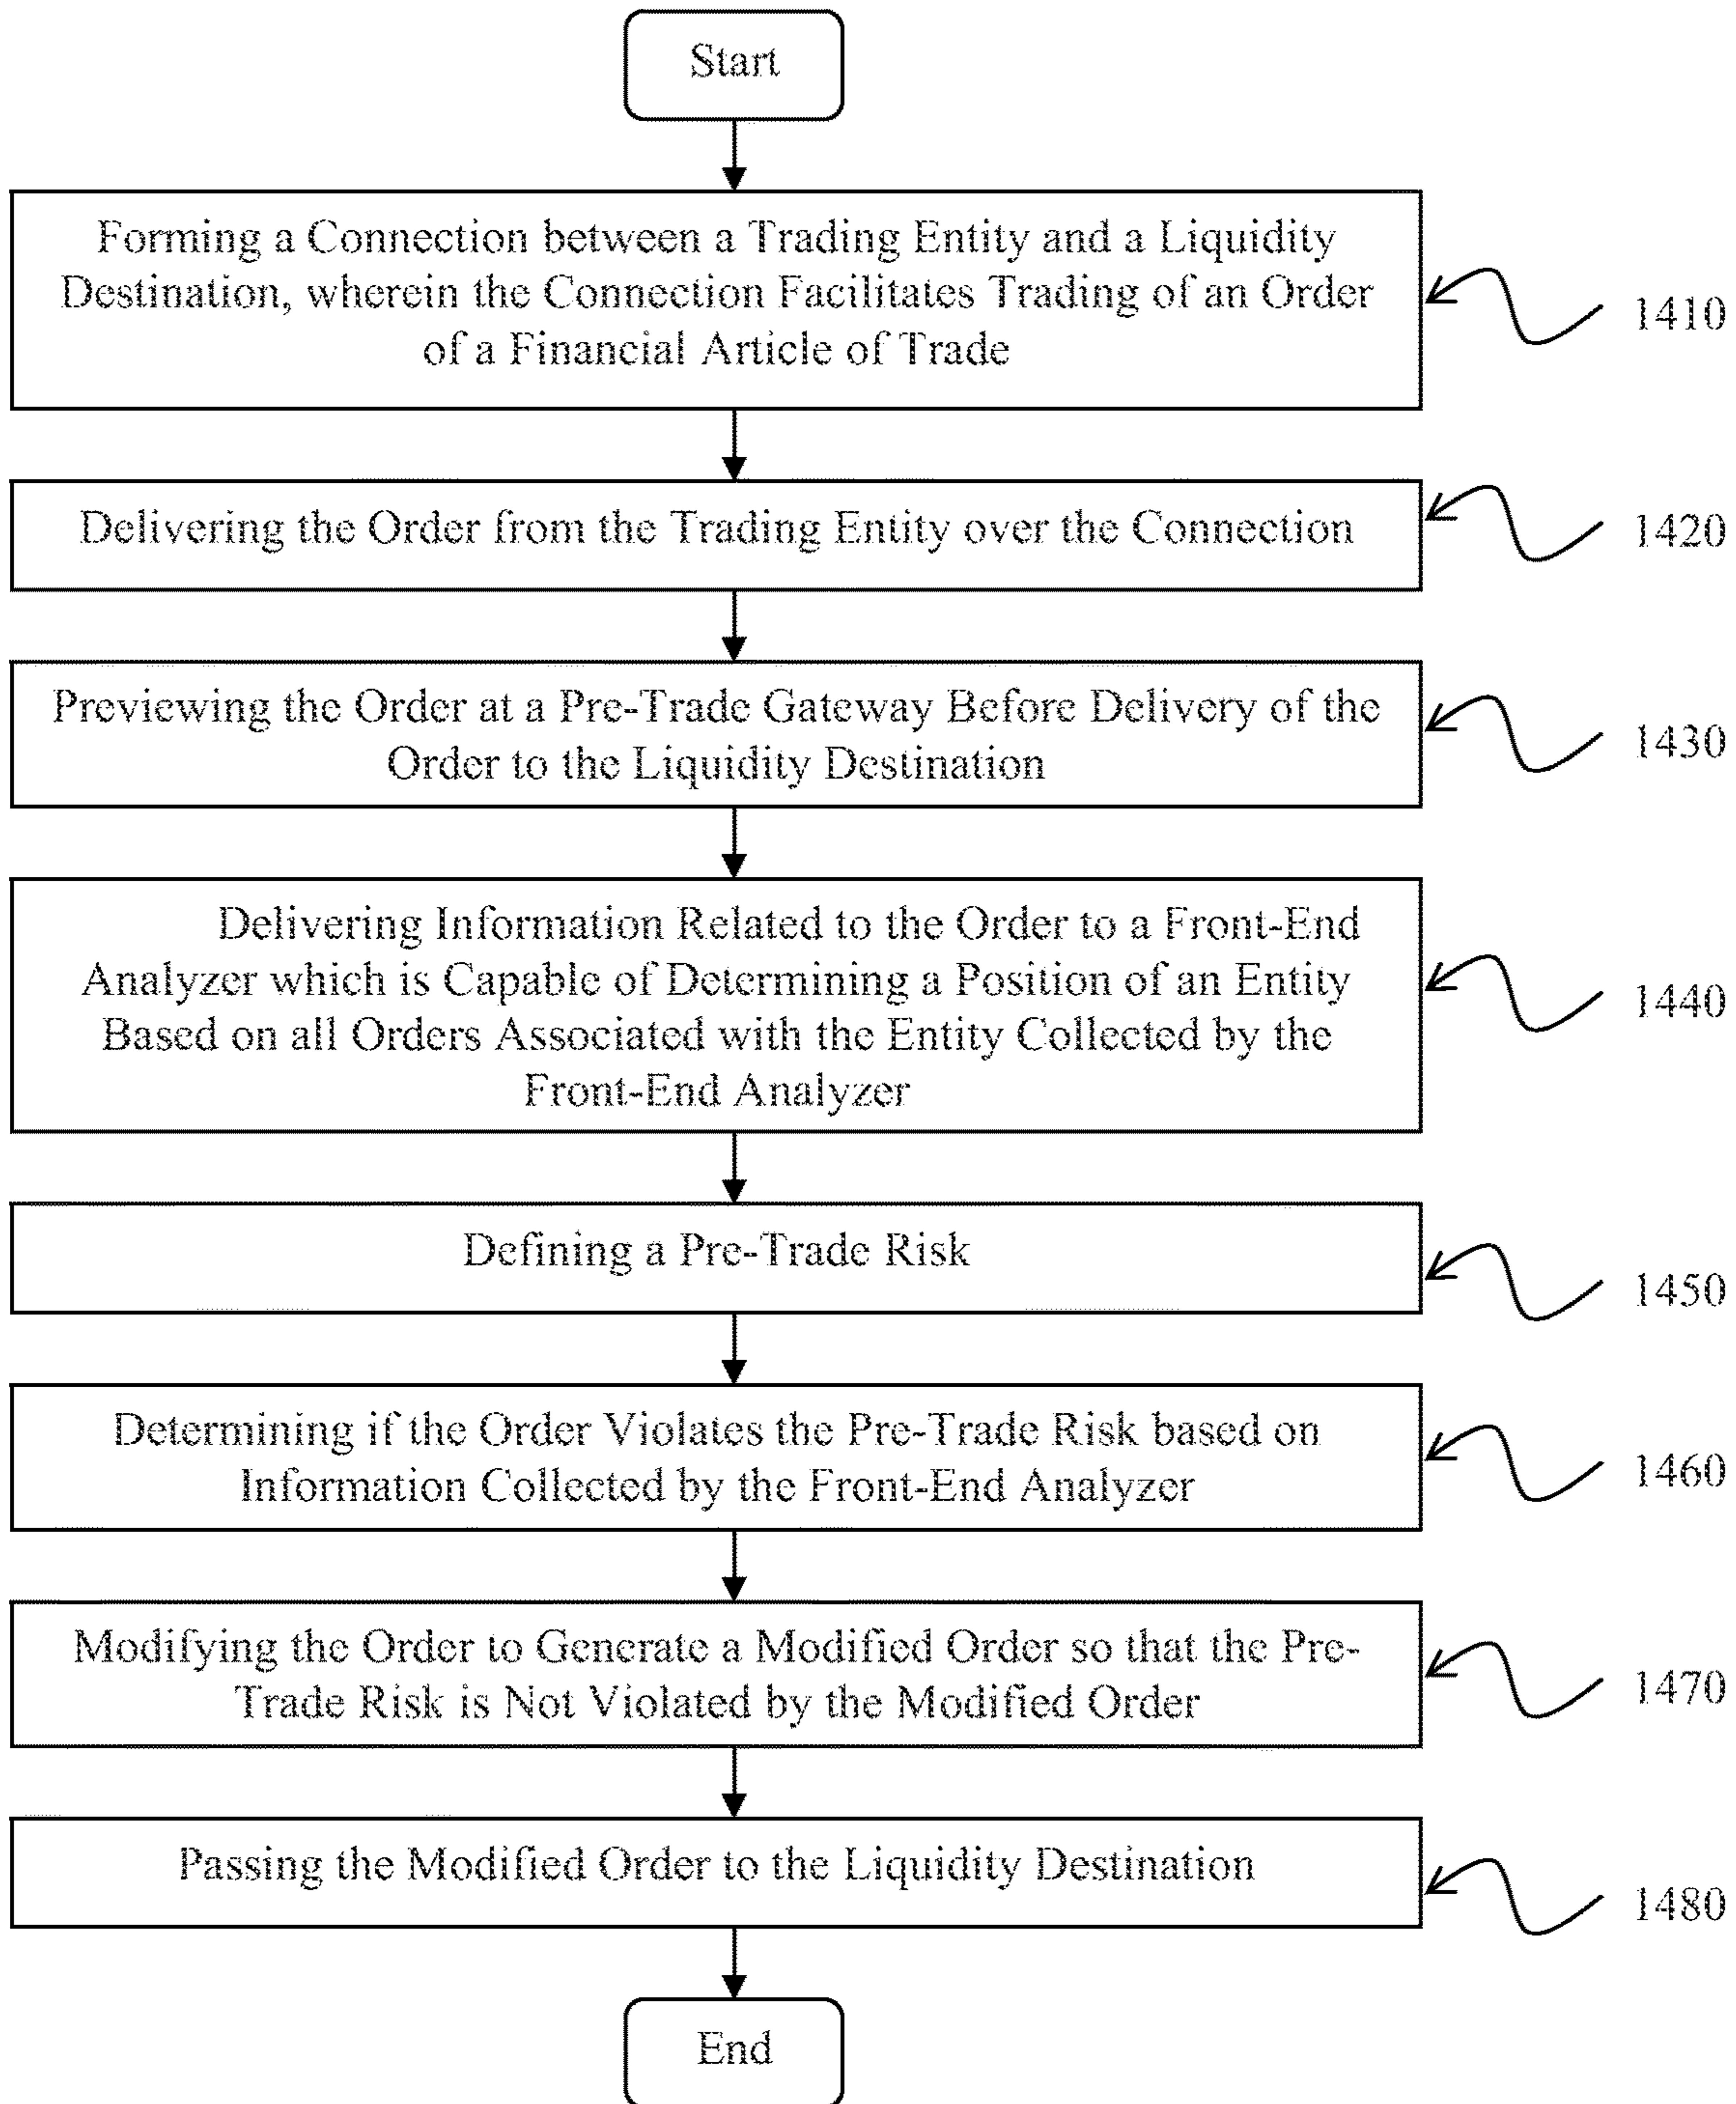 Start
Forming a Connection between a Trading Entity and a Liquidity
Destination, wherein the Connection Facilitates Trading of an Order
of a Financial Article of Trade
1410
Delivering the Order from the Trading Entity over the Connection
1420
Previewing the Order at a Pre-Trade Gateway Before Delivery of the
Order to the Liquidity Destination
1430
Delivering Information Related to the Order to a Front-End
Analyzer which is Capable of Determining a Position of an Entity
Based on all Orders Associated with the Entity Collected by the
Front-End Analyzer
1440
Defining a Pre-Trade Risk
1450
Determining if the Order Violates the Pre-Trade Risk based on
Information Collected by the Front-End Analyzer
1460
Modifying the Order to Generate a Modified Order so that the Pre-
Trade Risk is Not Violated by the Modified Order
1470
Passing the Modified Order to the Liquidity Destination
1480
End